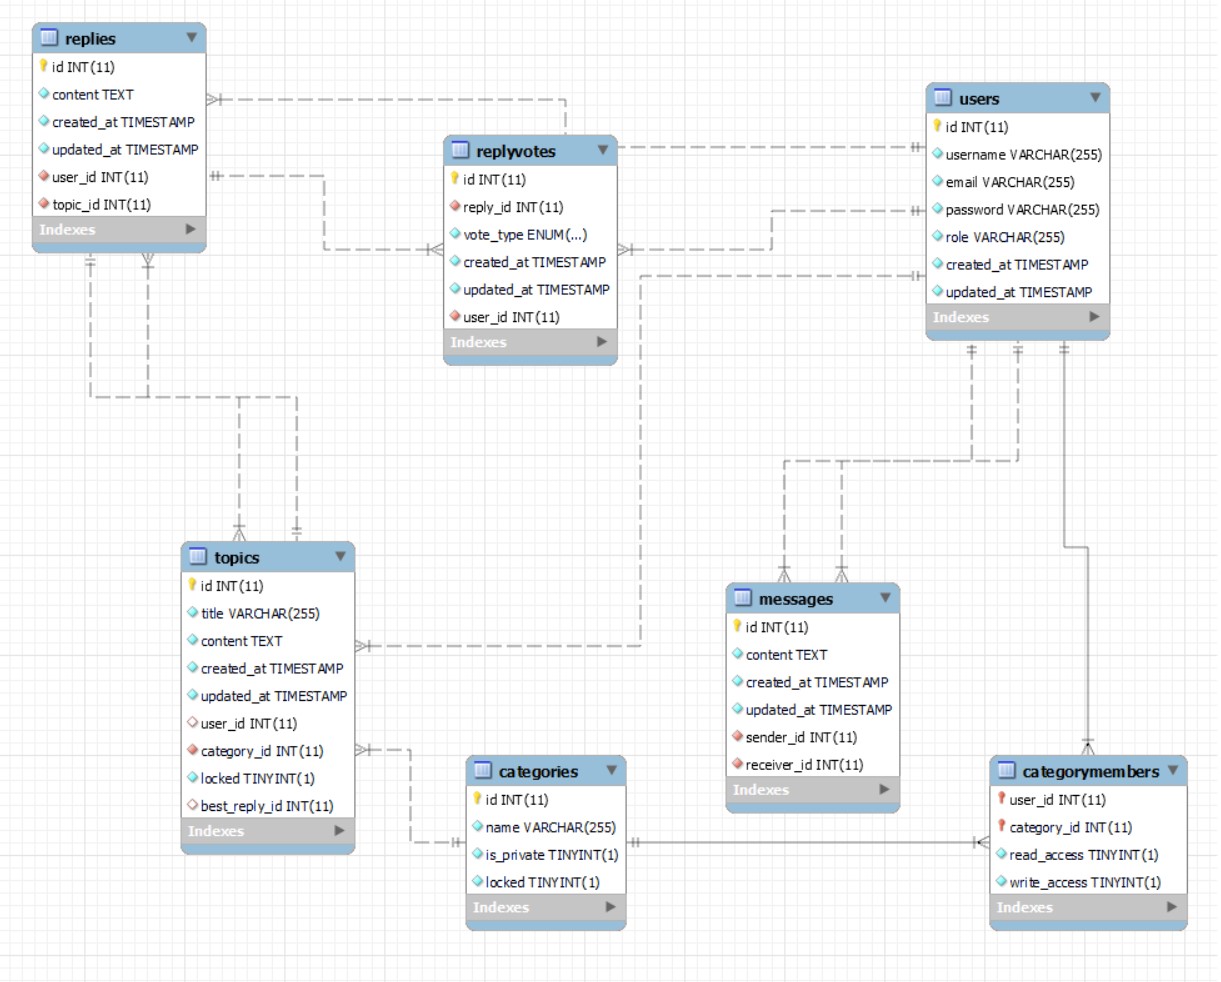 replies
id INT(11)
content TEXT
created_at TIMESTAMP
updated_at TIMESTAMP
user_id INT(11)
topic_id INT(11)
Indexes
replyvotes
id INT(11)
reply_id INT(11)
vote_type ENUM(...)
created_at TIMESTAMP
updated_at TIMESTAMP
user_id INT(11)
Indexes
users
id INT(11)
username VARCHAR(255)
email VARCHAR(255)
password VARCHAR(255)
role VARCHAR(255)
created_at TIMESTAMP
updated_at TIMESTAMP
Indexes
topics
id INT(11)
title VARCHAR(255)
content TEXT
created_at TIMESTAMP
updated_at TIMESTAMP
user_id INT(11)
category_id INT(11)
locked TINYINT(1)
best_reply_id INT(11)
Indexes
messages
id INT(11)
content TEXT
created_at TIMESTAMP
updated_at TIMESTAMP
sender_id INT(11)
receiver_id INT(11)
Indexes
categories
id INT(11)
name VARCHAR(255)
is_private TINYINT(1)
locked TINYINT(1)
Indexes
categorymembers
user_id INT(11)
category_id INT(11)
read_access TINYINT(1)
write_access TINYINT(1)
Indexes